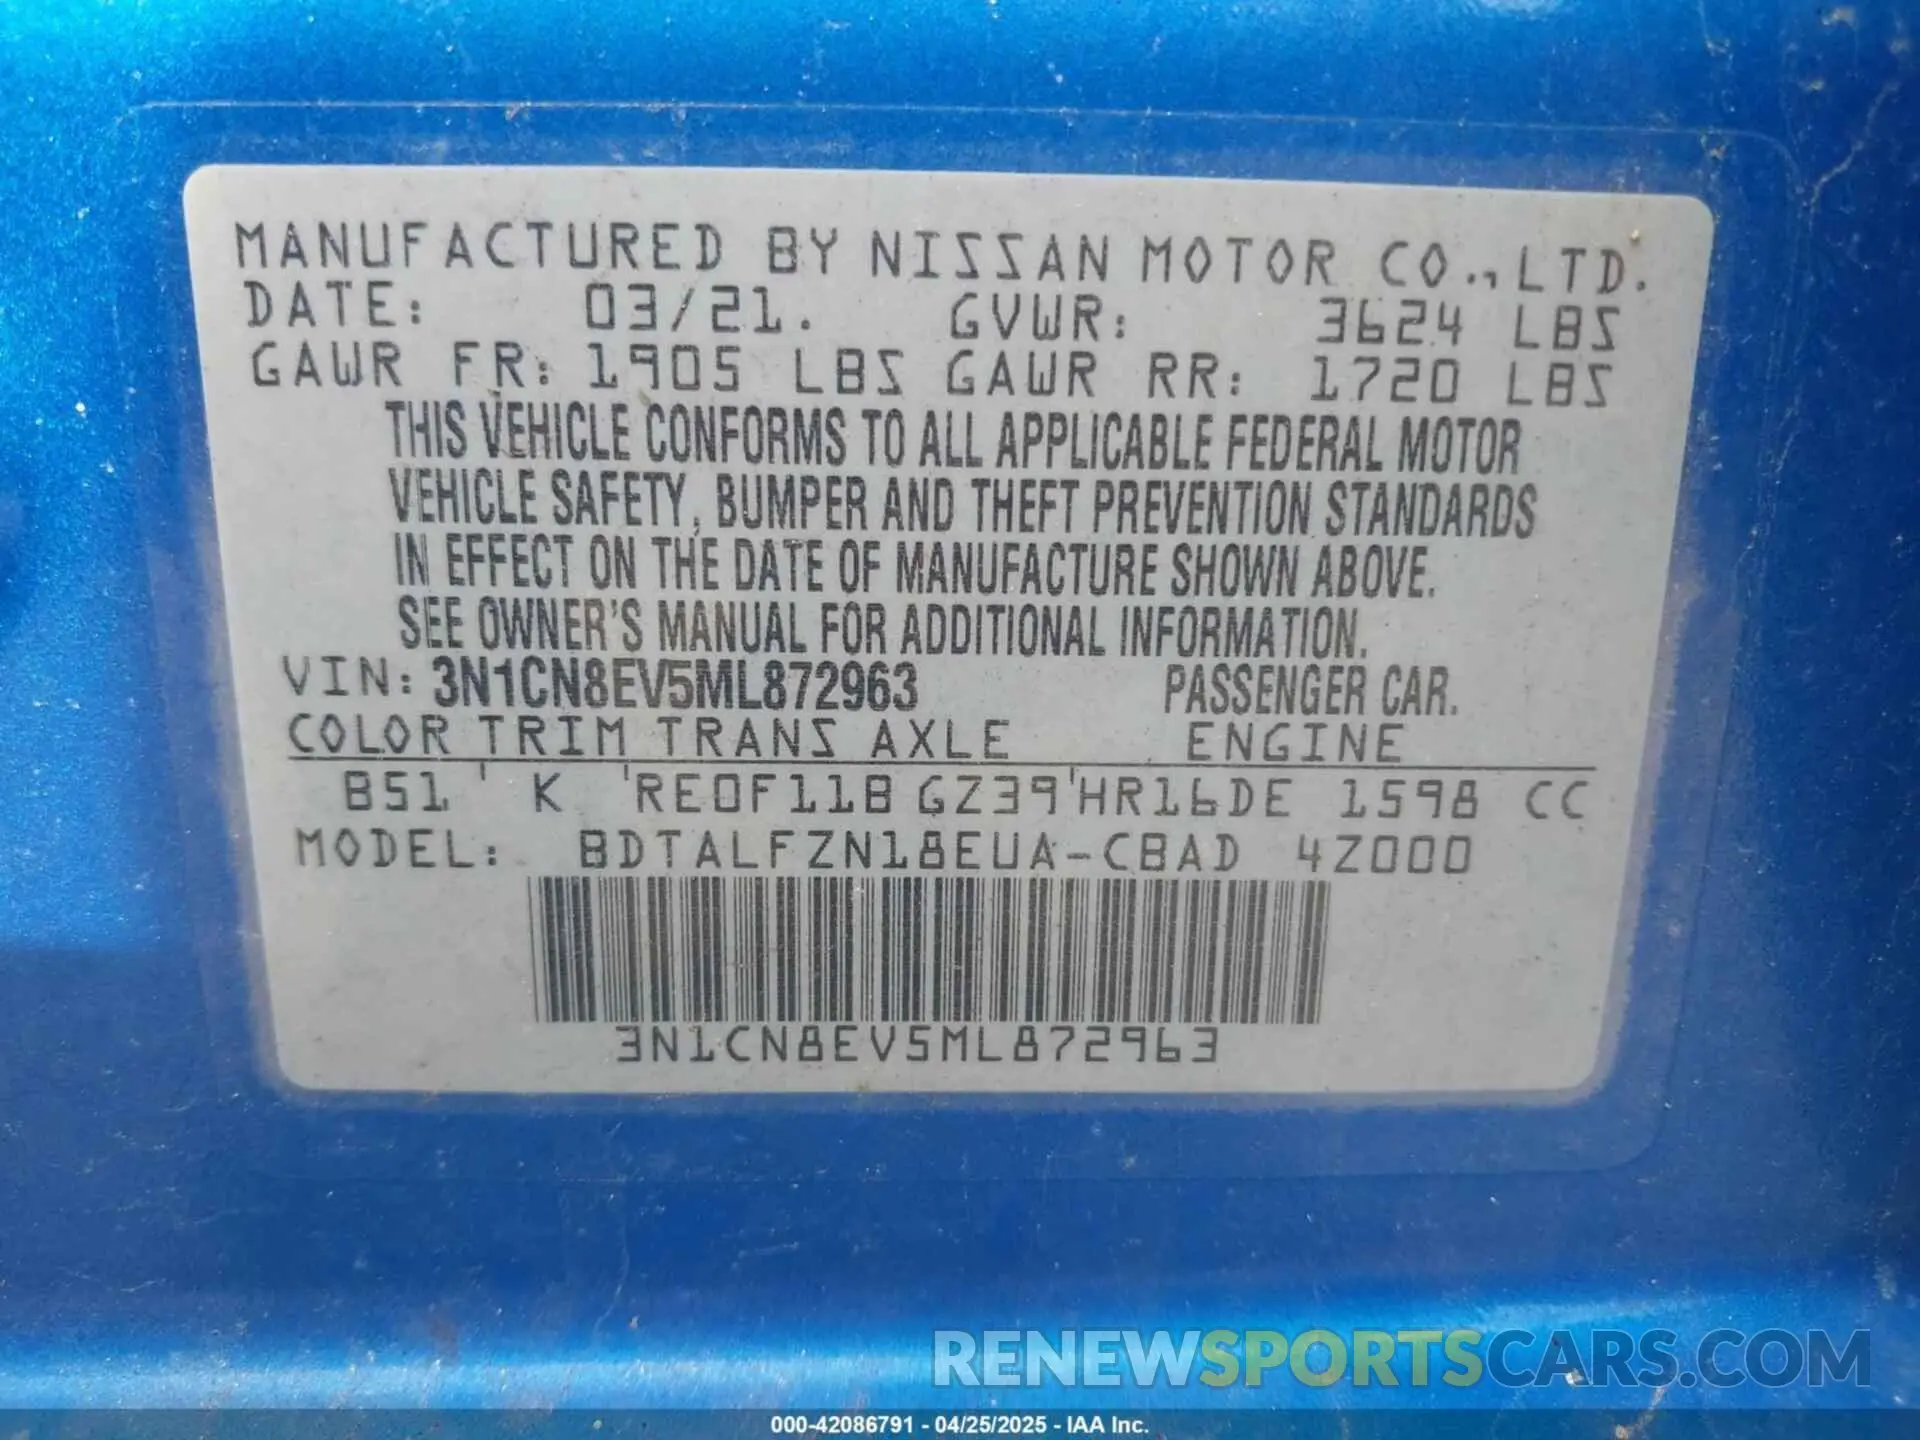 MANUFACTURED BY NISSAN MOTOR CO., LTD.
DATE: 03/21. GVWR: 3624 LBS
GAWR FR: 1905 LBS GAWR RR: 1720 LBS
THIS VEHICLE CONFORMS TO ALL APPLICABLE FEDERAL MOTOR
VEHICLE SAFETY, BUMPER AND THEFT PREVENTION STANDARDS
IN EFFECT ON THE DATE OF MANUFACTURE SHOWN ABOVE.
SEE OWNER'S MANUAL FOR ADDITIONAL INFORMATION.
VIN: 3N1CN8EV5ML872963 PASSENGER CAR.
COLOR TRIM TRANS AXLE ENGINE
B51 ' K 'RE0F11B GZ39'HR16DE 1598 CC
MODEL: BDTALFZN18EUA-CBAD 4Z000
3N1CN8EV5ML872963
RENEWSPORTSCARS.COM
000-42086791 - 04/25/2025 - IAA Inc.